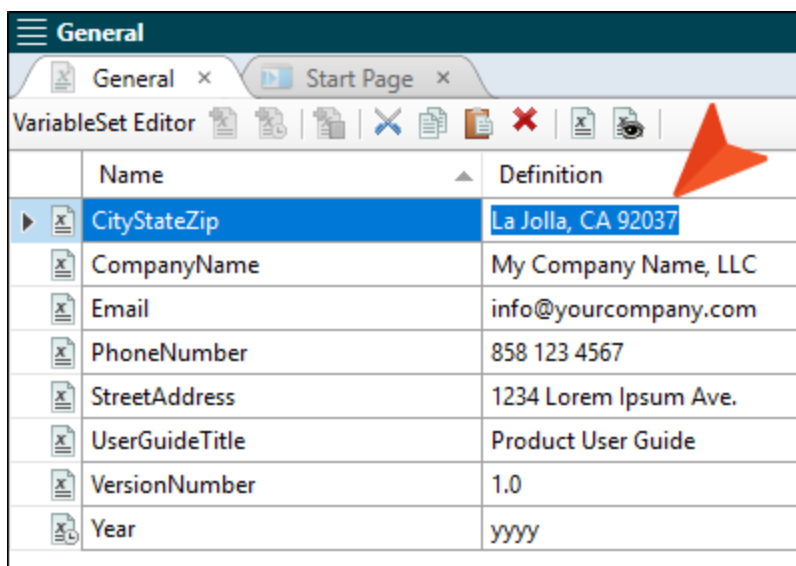 General
General × Start Page ×
VariableSet Editor
Name Definition
CityStateZip La Jolla, CA 92037
CompanyName My Company Name, LLC
Email info@yourcompany.com
PhoneNumber 858 123 4567
StreetAddress 1234 Lorem Ipsum Ave.
UserGuideTitle Product User Guide
VersionNumber 1.0
Year yyyy